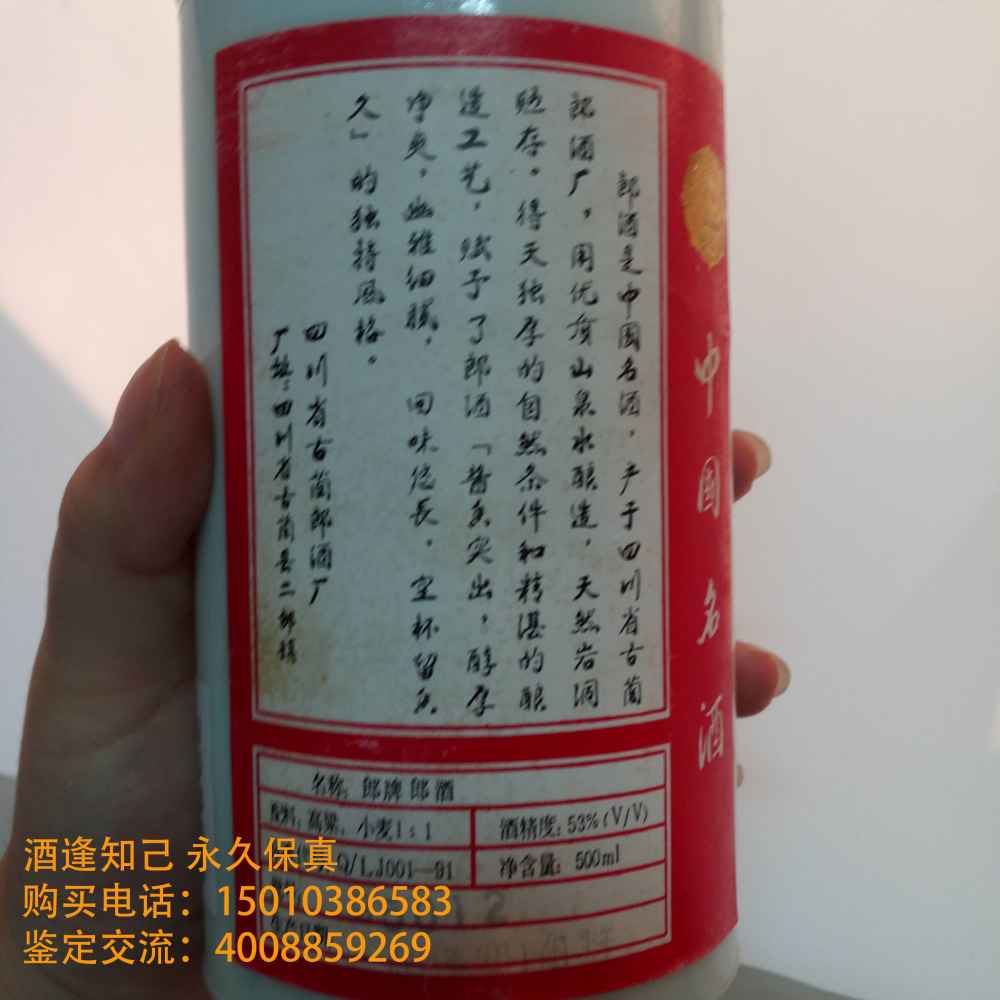 郎酒是中国名酒，产于四川省古蔺
郎酒厂，用优质山泉水酿造，天然岩洞
贮存。得天独厚的自然条件和精湛的酿
造工艺，赋予了郎酒「酱香突出，醇厚
净爽，幽雅细腻，回味悠长，空杯留香
久」的独特风格。
四川省古蔺郎酒厂
厂址：四川省古蔺县二郎镇
中国名酒
名称：郎牌郎酒
配料：高粱、小麦1：1
酒精度：53%(V/V)
Q/LJ001—91
净含量：500ml
酒逢知己 永久保真
购买电话：15010386583
鉴定交流：4008859269